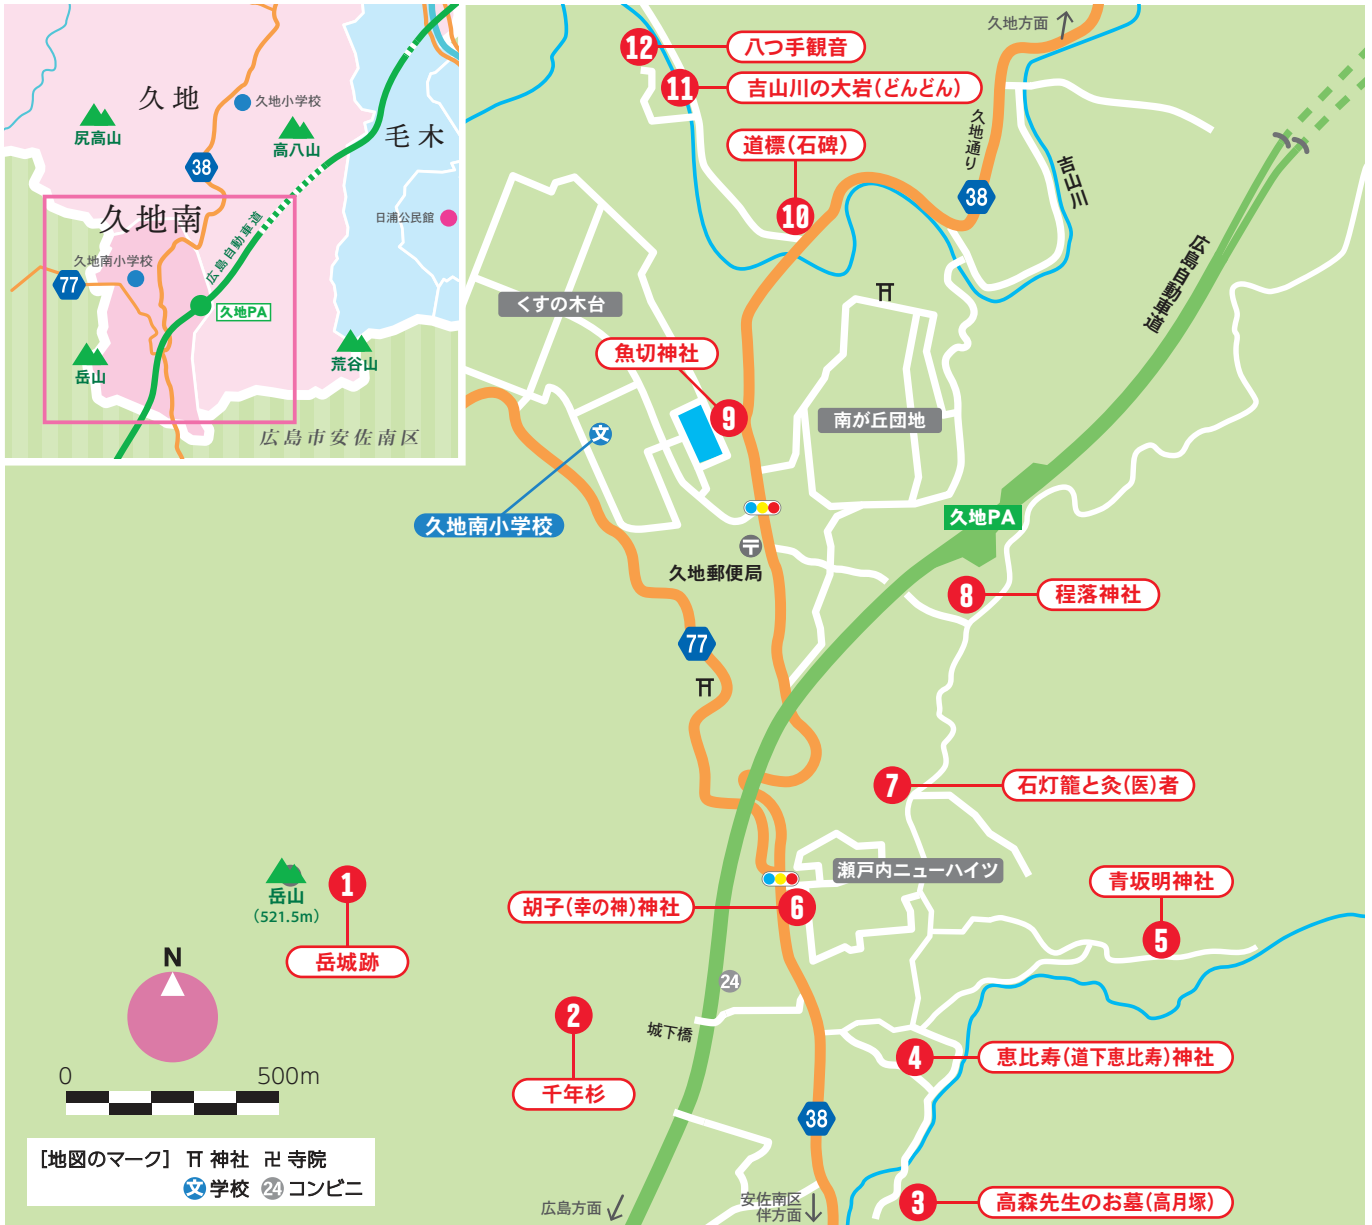 久地
久地小学校
尻高山
高八山
毛木
38
久地南
日浦公民館
広島自動車道
久地南小学校
77
久地PA
岳山
荒谷山
広島市安佐南区
久地方面
12 八つ手観音
11 吉山川の大岩(どんどん)
道標(石碑)
10
久地通り
38
吉山川
広島自動車道
くすの木台
魚切神社
9
南が丘団地
文
久地南小学校
久地PA
〒
久地郵便局
8 程落神社
77
7 石灯籠と灸(医)者
瀬戸内ニューハイツ
岳山
(521.5m)
1
岳城跡
胡子(幸の神)神社 6
青坂明神社
5
24
2
千年杉
城下橋
4 恵比寿(道下恵比寿)神社
38
3 高森先生のお墓(高月塚)
広島方面
安佐南区
伴方面
N
0 500m
[地図のマーク] 神社 卍 寺院
文 学校 24 コンビニ